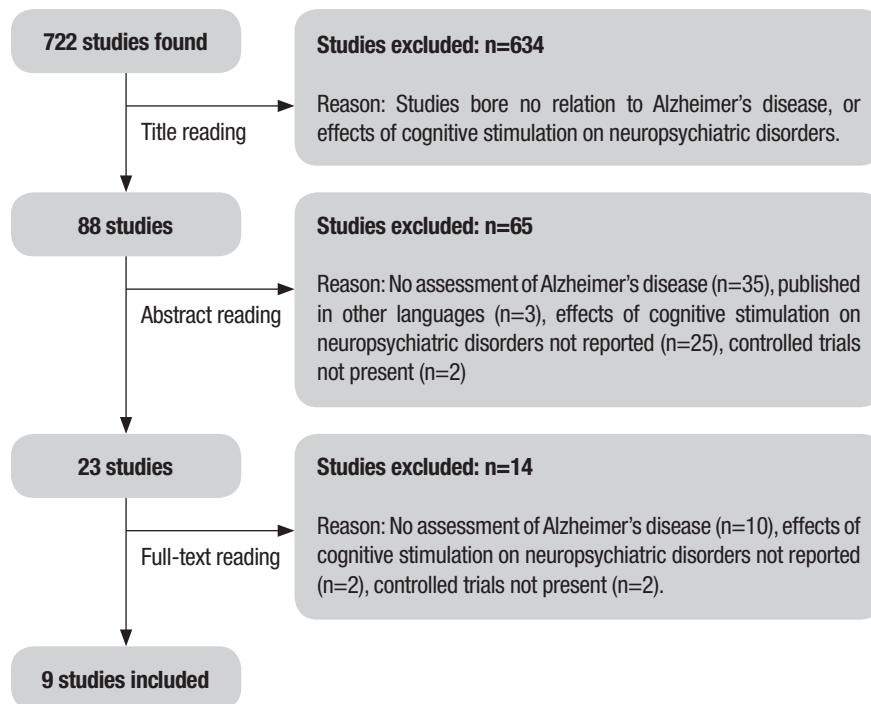 722 studies found
Studies excluded: n=634
Reason: Studies bore no relation to Alzheimer's disease, or
effects of cognitive stimulation on neuropsychiatric disorders.
Title reading
88 studies
Studies excluded: n=65
Reason: No assessment of Alzheimer's disease (n=35), published
in other languages (n=3), effects of cognitive stimulation on
neuropsychiatric disorders not reported (n=25), controlled trials
not present (n=2)
Abstract reading
23 studies
Studies excluded: n=14
Reason: No assessment of Alzheimer's disease (n=10), effects of
cognitive stimulation on neuropsychiatric disorders not reported
(n=2), controlled trials not present (n=2).
Full-text reading
9 studies included